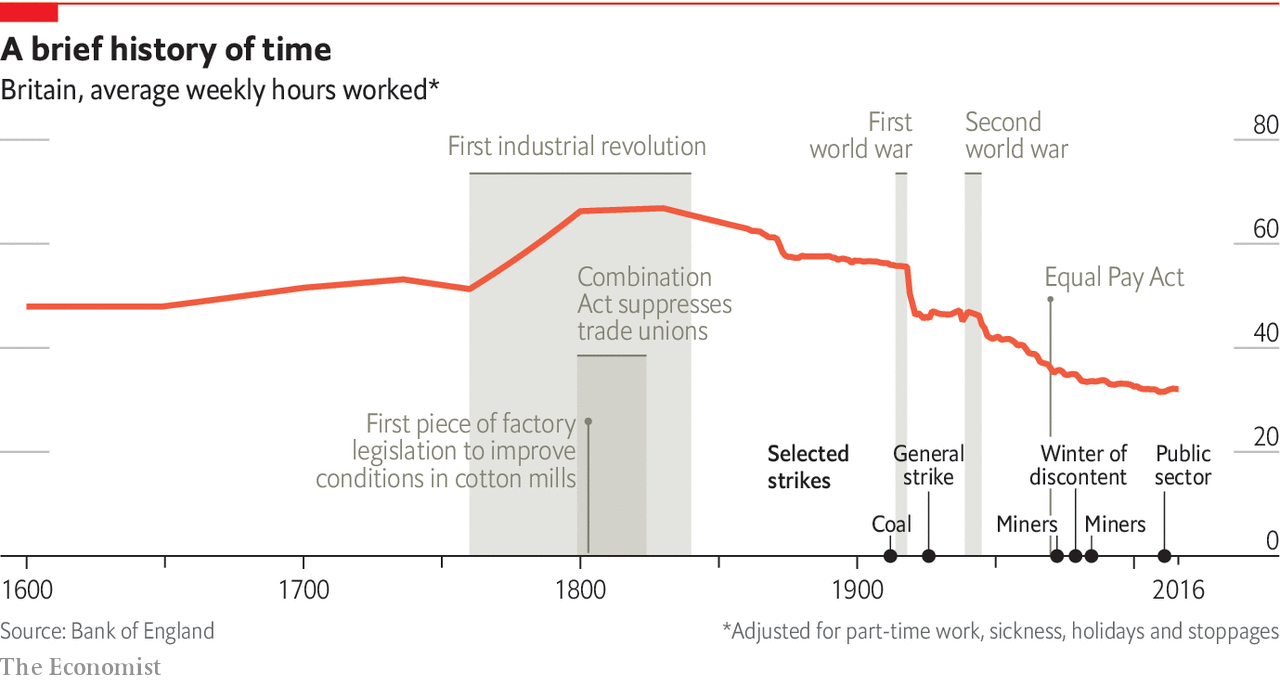 A brief history of time
Britain, average weekly hours worked*
First industrial revolution
First
world war
Second
world war
80
60
40
20
0
Combination
Act suppresses
trade unions
Equal Pay Act
First piece of factory
legislation to improve
conditions in cotton mills
Selected
strikes
General
strike
Winter of
discontent
Public
sector
Coal
Miners
Miners
1600
1700
1800
1900
2016
Source: Bank of England
*Adjusted for part-time work, sickness, holidays and stoppages
The Economist